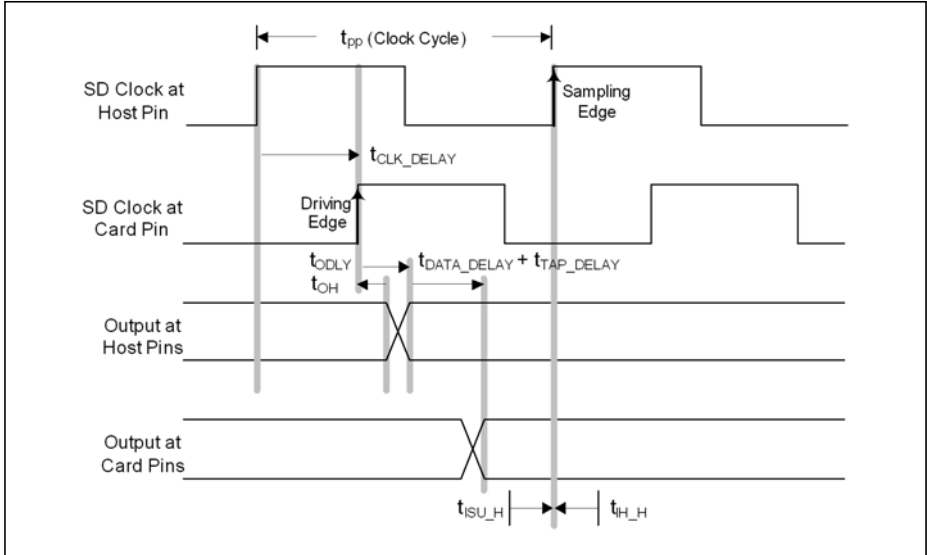 tpp (Clock Cycle)
SD Clock at
Host Pin
Sampling
Edge
tCLK_DELAY
SD Clock at
Card Pin
Driving
Edge
tODLY
tDATA_DELAY + tTAP_DELAY
tOH
Output at
Host Pins
Output at
Card Pins
tISU_H
tIH_H